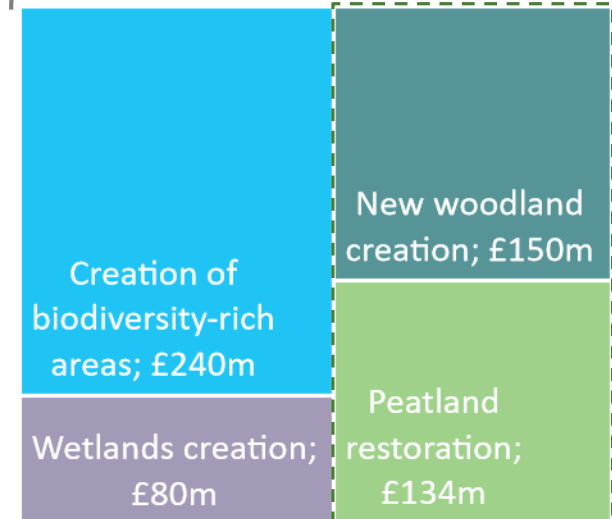 Creation of
biodiversity-rich
areas; £240m
Wetlands creation;
£80m
New woodland
creation; £150m
Peatland
restoration;
£134m